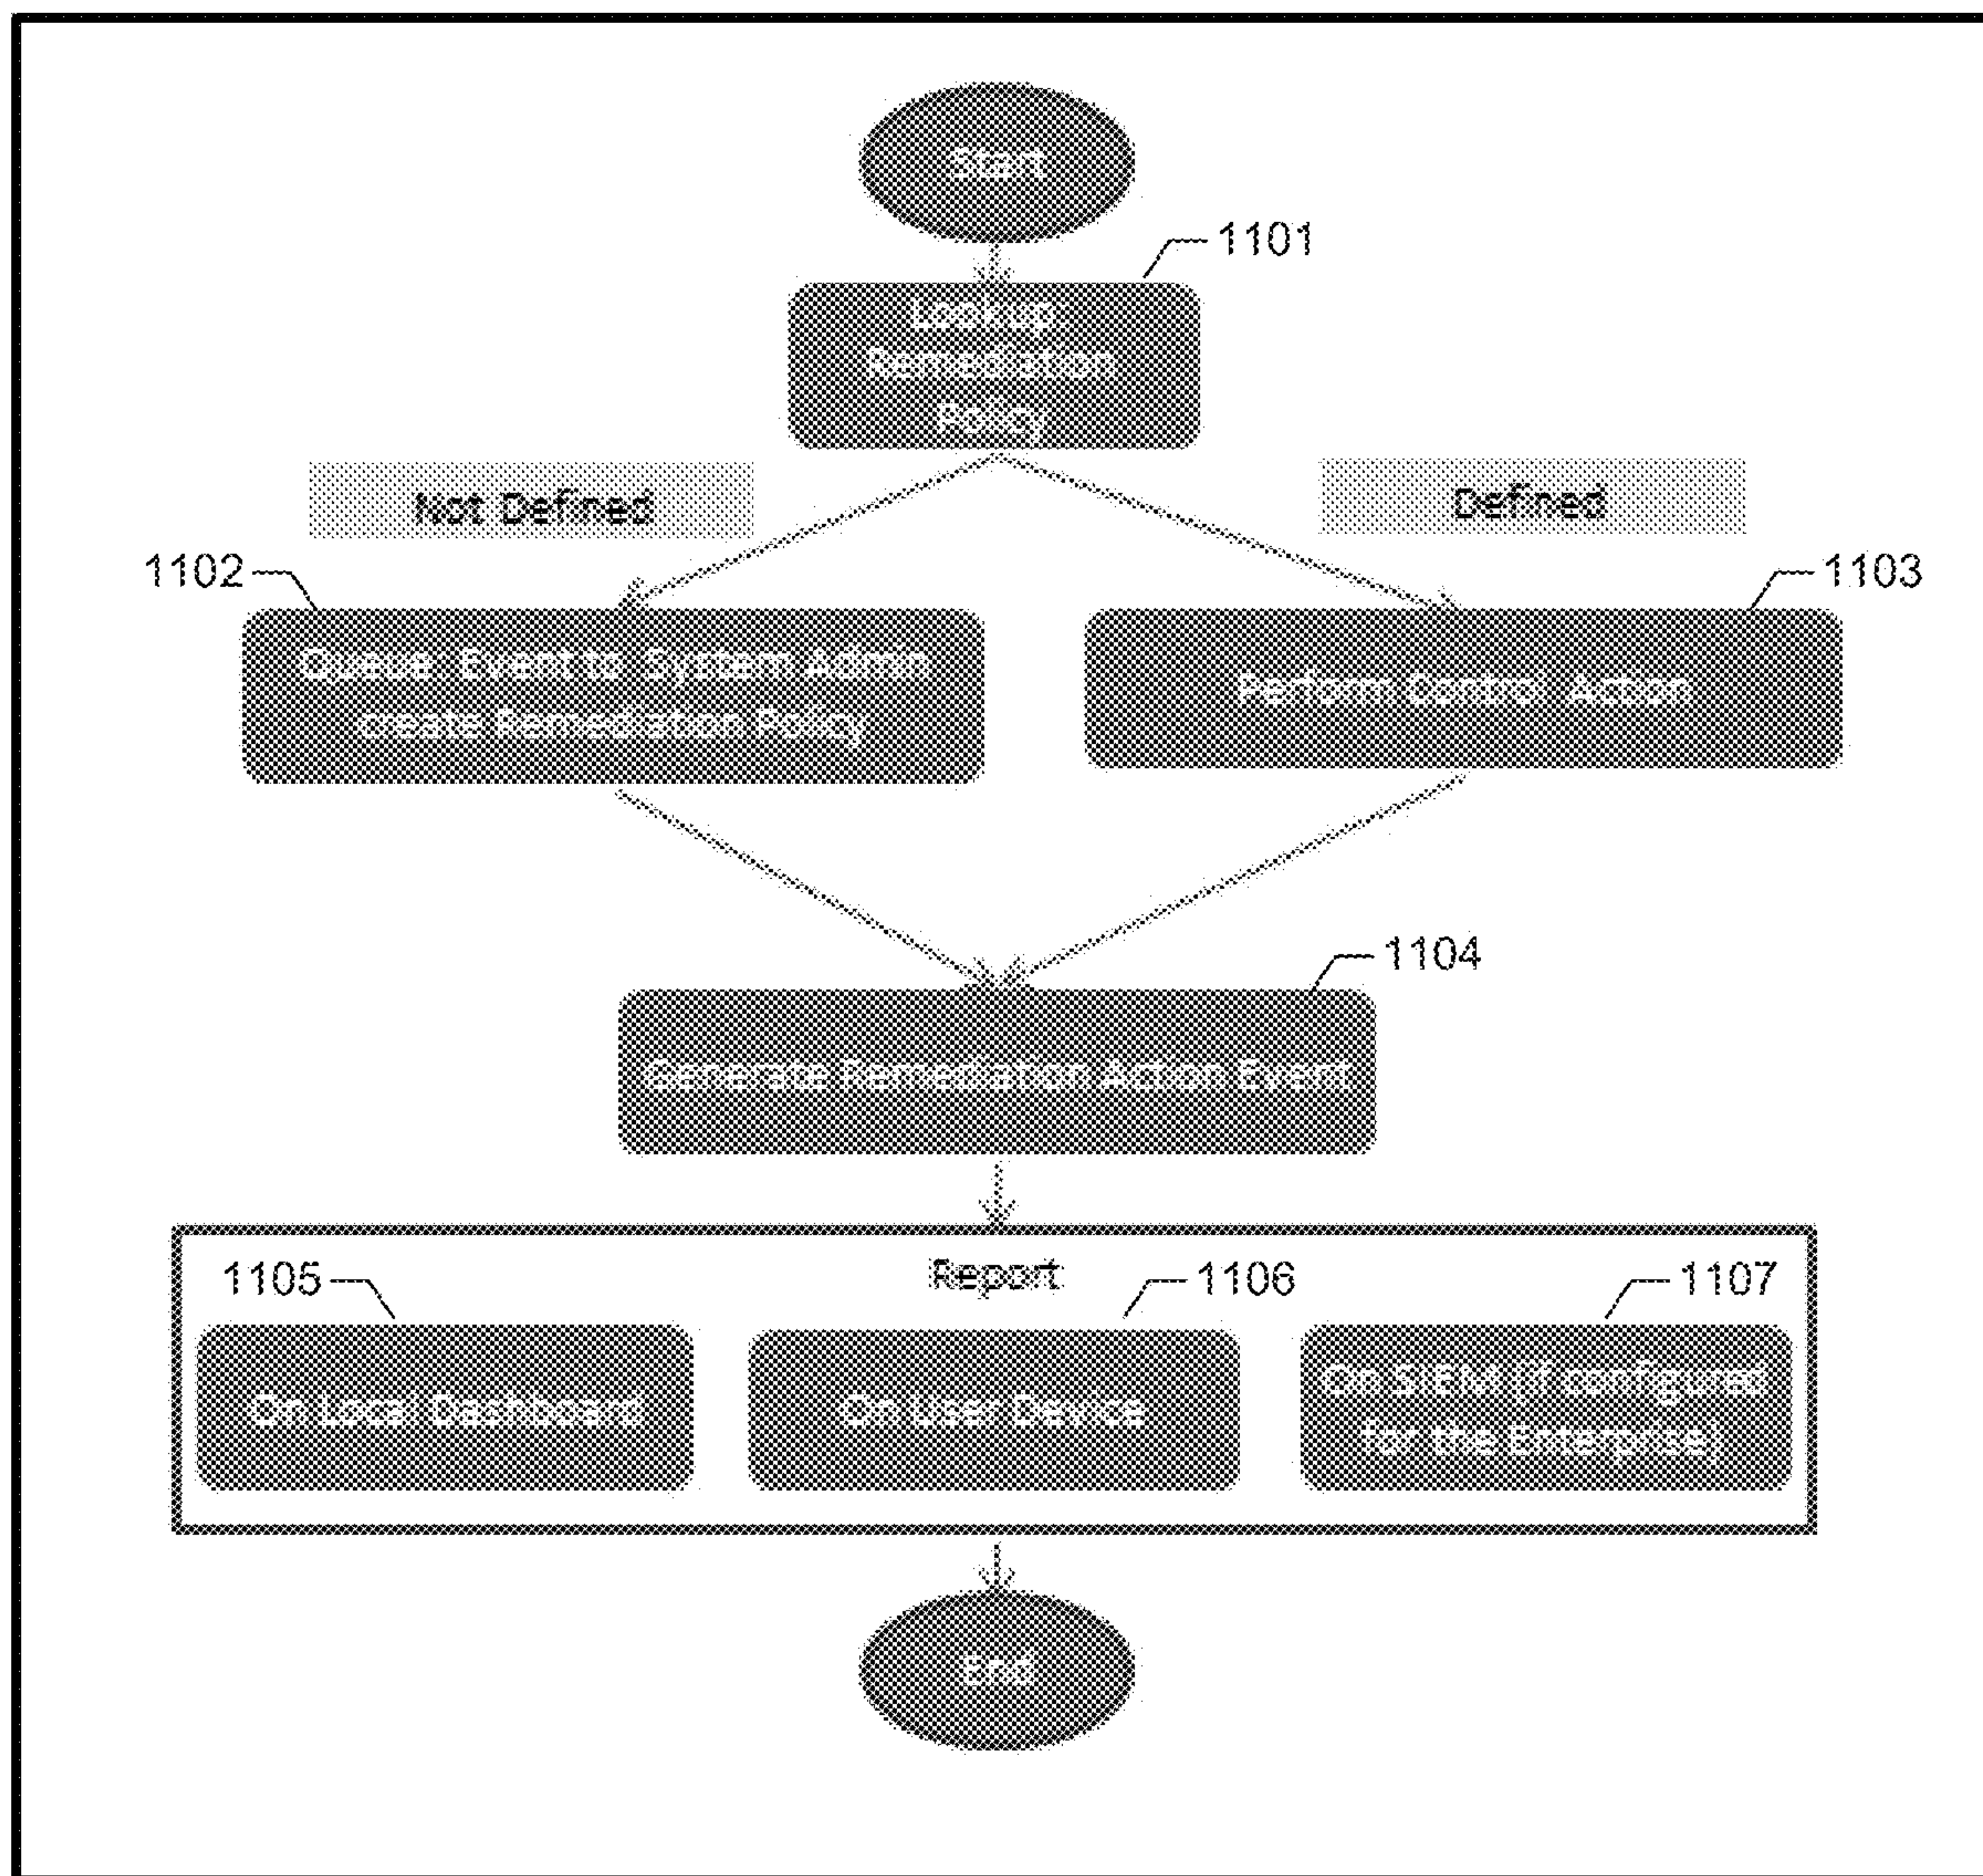 Start
1101
Lookup
Remediation
Policy
Not Defined
Defined
1102
1103
Queue Event to System Admin
create Remediation Policy
Perform Control Action
1104
Generate Remediation Action Event
Report
1105
1106
1107
On Local Dashboard
On User Device
On SIEM (if configured
for the Enterprise)
End